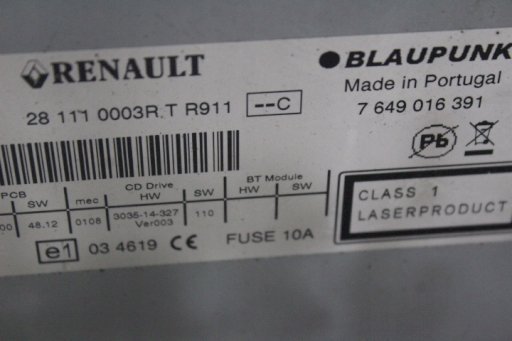 RENAULT
BLAUPUNK
Made in Portugal
28 111 0003R T R911 --C
7 649 016 391
Pb
PCB CD Drive BT Module
SW mec HW SW HW SW
00 48.12 0108 3035-14-327 110
Ver003
CLASS 1
LASERPRODUCT
e1 03 4619 CE FUSE 10A